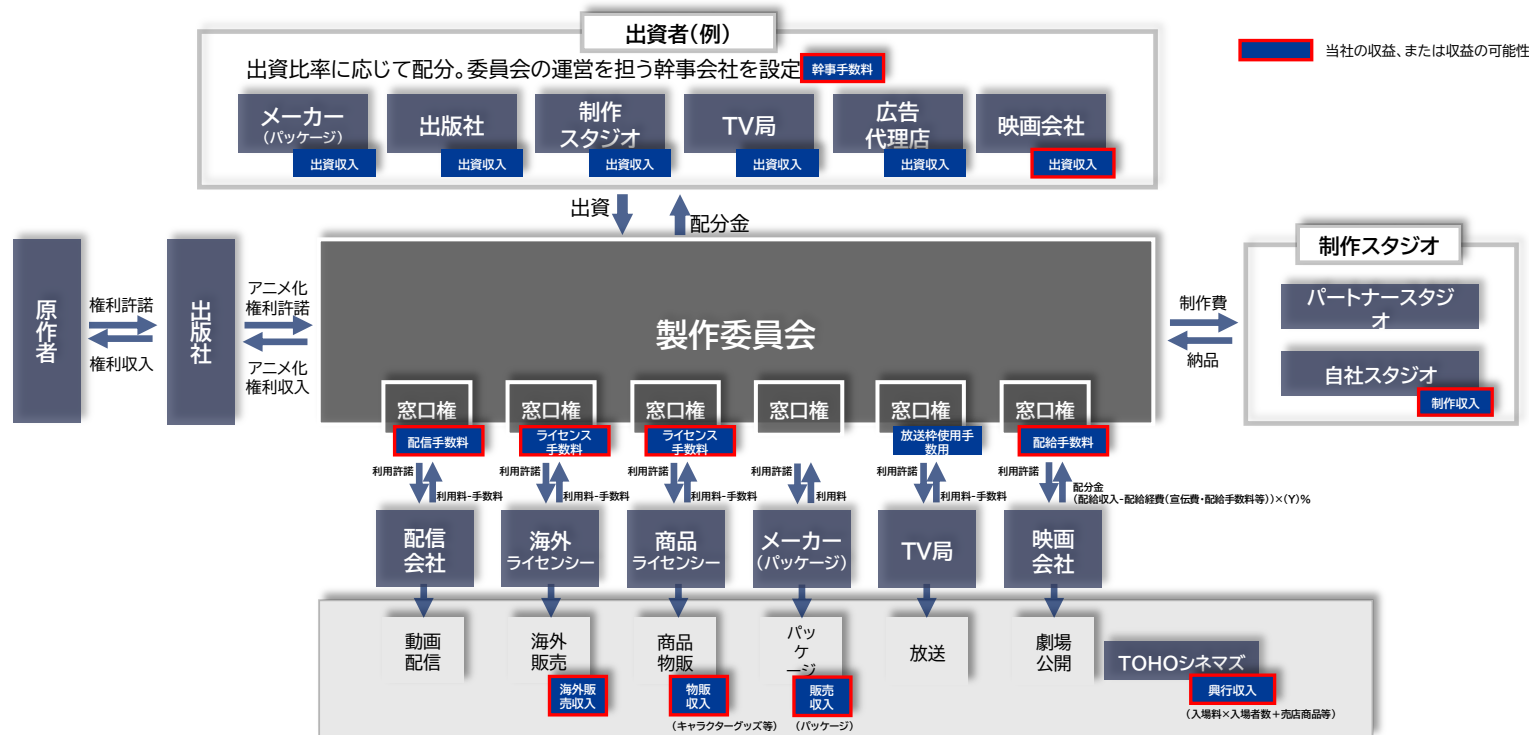 出資者（例）
当社の収益、または収益の可能性
出資比率に応じて配分。委員会の運営を担う幹事会社を設定
幹事手数料
メーカー
（パッケージ）
出資収入
出版社
出資収入
制作
スタジオ
出資収入
TV局
出資収入
広告
代理店
出資収入
映画会社
出資収入
出資
配分金
原作者
権利許諾
権利収入
出版社
アニメ化
権利許諾
アニメ化
権利収入
製作委員会
制作費
納品
制作スタジオ
パートナースタジ
オ
自社スタジオ
制作収入
窓口権
配信手数料
窓口権
ライセンス
手数料
窓口権
ライセンス
手数料
窓口権
窓口権
放送枠使用手
数用
窓口権
配給手数料
利用許諾
利用料-手数料
利用許諾
利用料-手数料
利用許諾
利用料-手数料
利用許諾
利用料
利用許諾
利用料-手数料
利用許諾
配分金
（配給収入-配給経費（宣伝費・配給手数料等））×（Y）％
配信
会社
海外
ライセンシー
商品
ライセンシー
メーカー
（パッケージ）
TV局
映画
会社
動画
配信
海外
販売
海外販
売収入
商品
物販
物販
収入
（キャラクターグッズ等）
パッ
ケ
ージ
販売
収入
（パッケージ）
放送
劇場
公開
TOHOシネマズ
興行収入
（入場料×入場者数＋売店商品等）